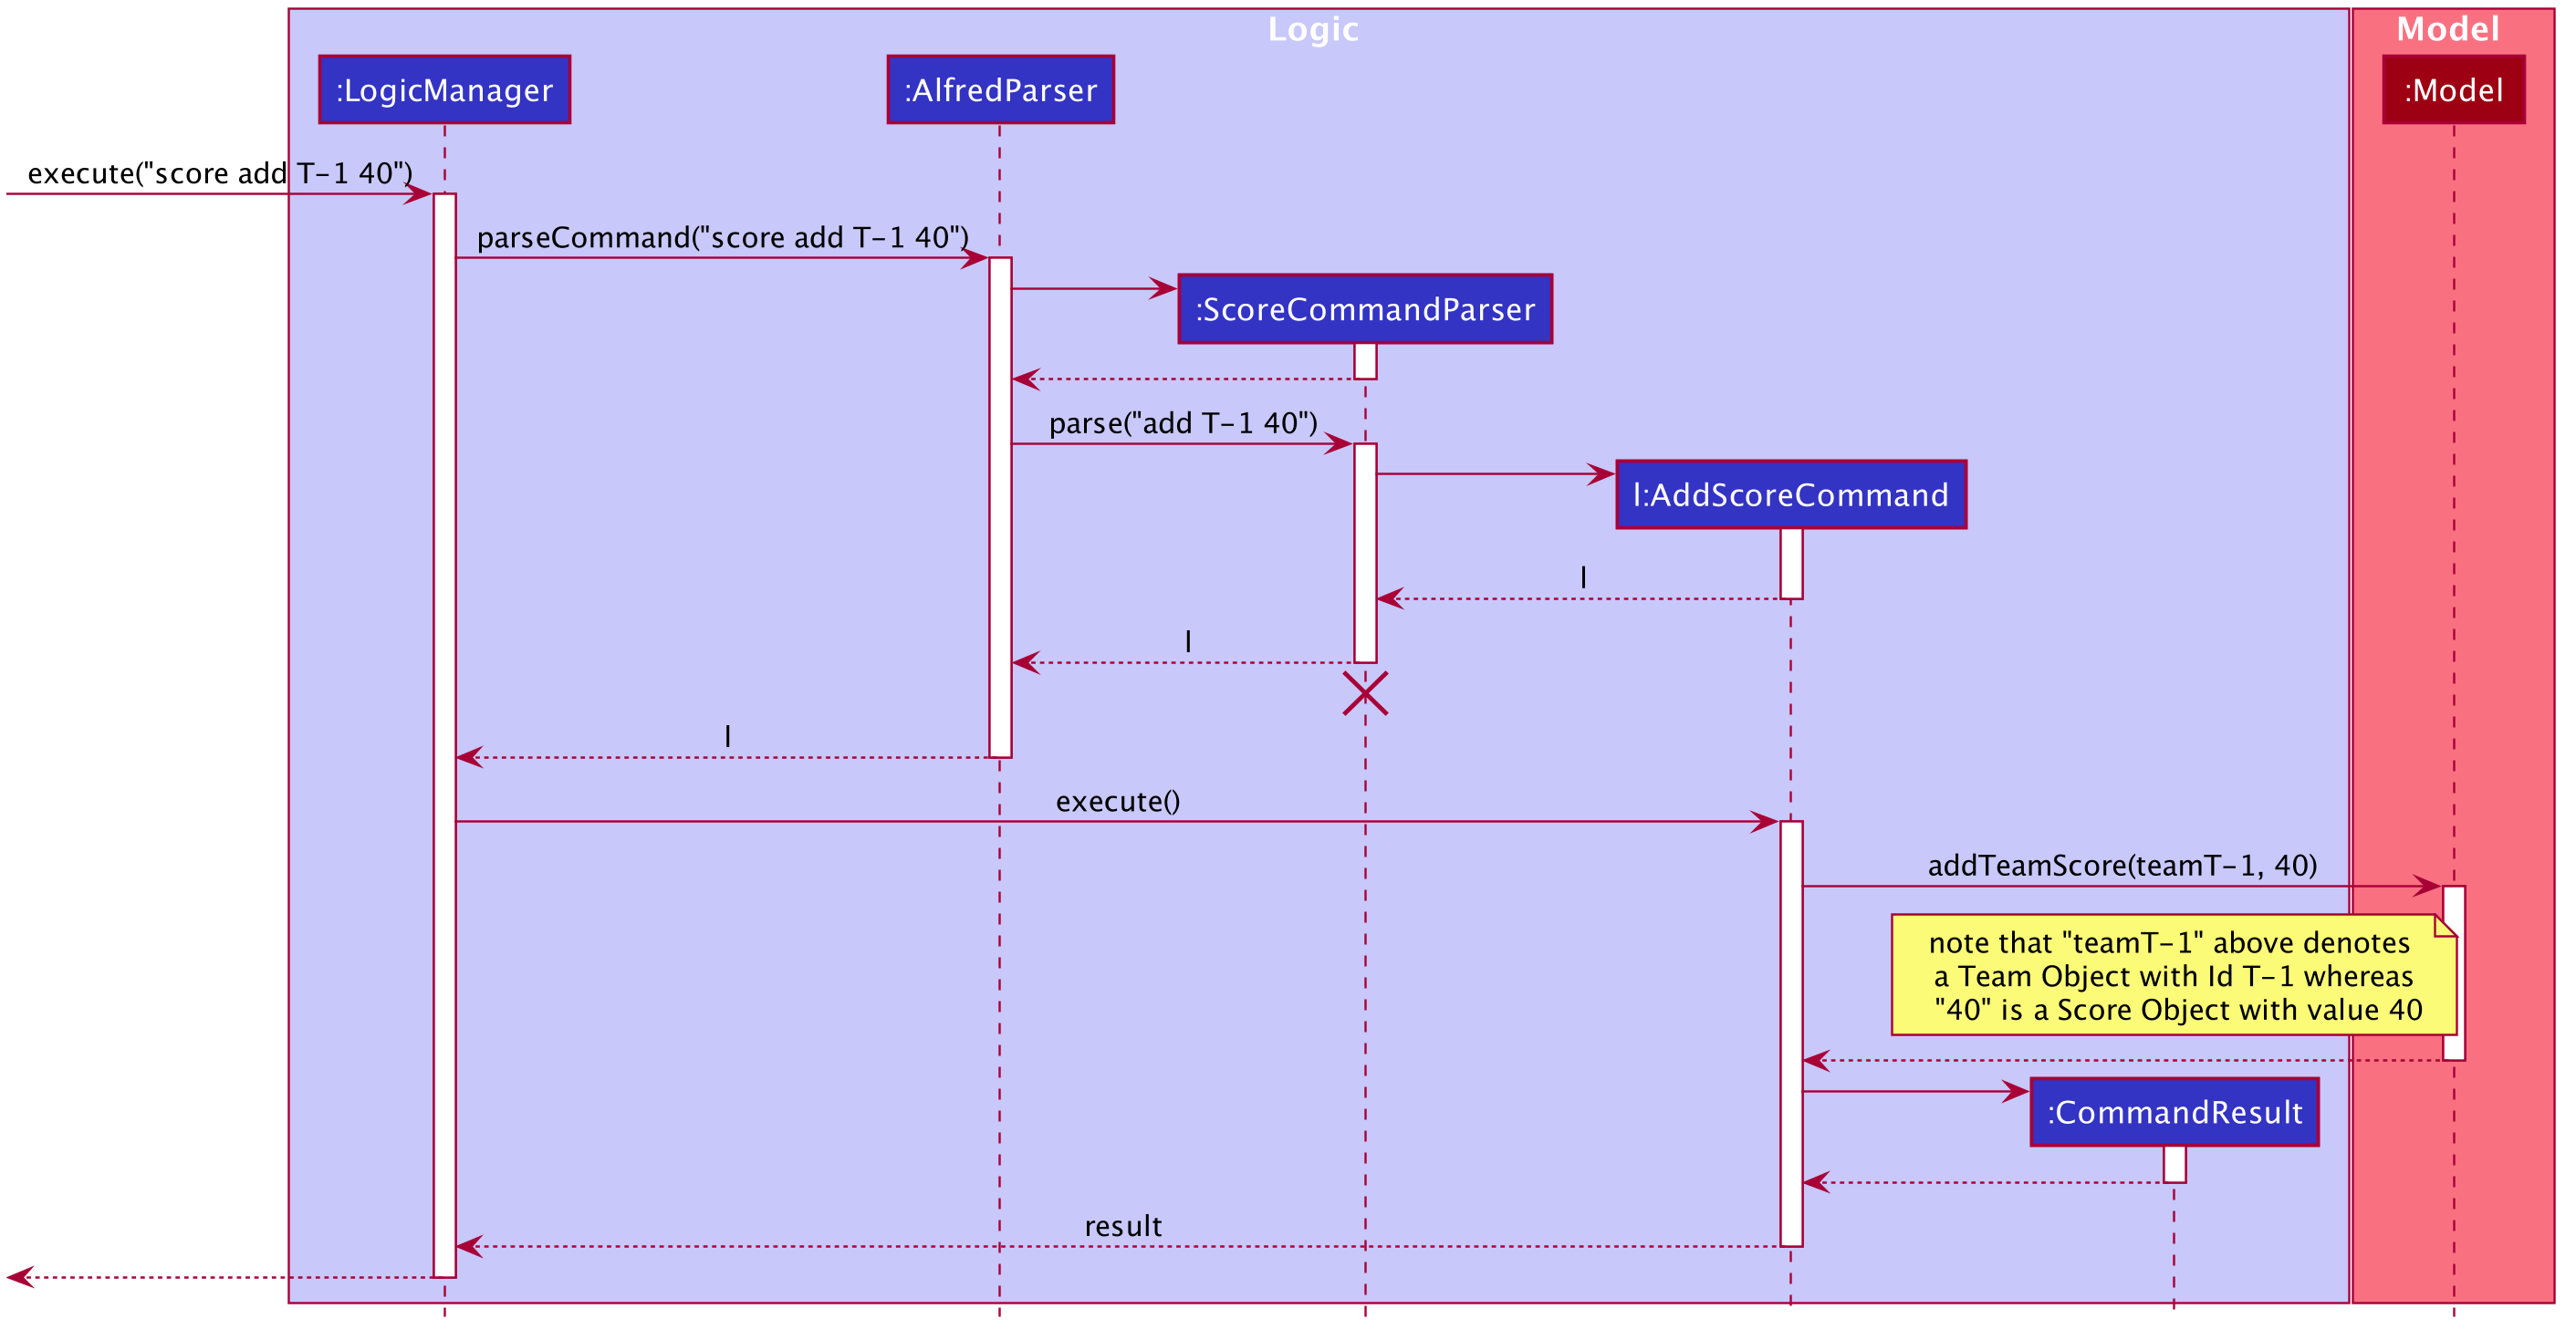 Logic
Model
:LogicManager
:AlfredParser
:Model
execute("score add T-1 40")
parseCommand("score add T-1 40")
:ScoreCommandParser
parse("add T-1 40")
l:AddScoreCommand
l
l
l
execute()
addTeamScore(teamT-1, 40)
note that "teamT-1" above denotes
a Team Object with Id T-1 whereas
"40" is a Score Object with value 40
:CommandResult
result